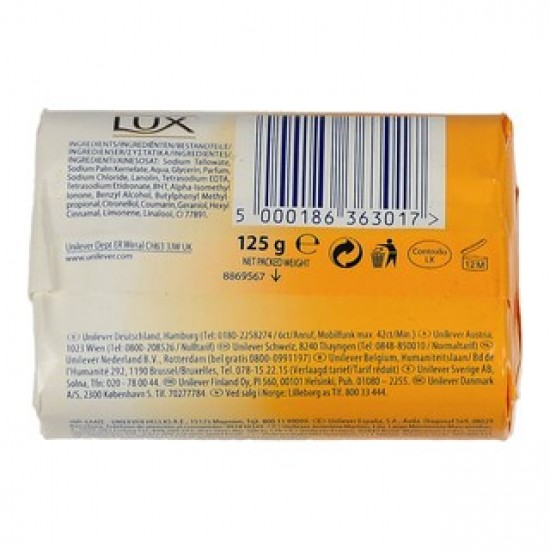 LUX
INGREDIENTS/INGREDIËNTEN/BESTANDTEILE/
INGREDIENSER/ΣΥΣΤΑΤΙΚΑ/INGREDIENTES/
INGREDIENTI/AINESOSAT: Sodium Tallowate,
Sodium Palm Kernelate, Aqua, Glycerin, Parfum,
Sodium Chloride, Lanolin, Tetrasodium EDTA,
Tetrasodium Etidronate, BHT, Alpha-Isomethyl
Ionone, Benzyl Alcohol, Butylphenyl Methyl-
propional, Citronellol, Coumarin, Geraniol, Hexyl
Cinnamal, Limonene, Linalool, CI 77891.
5 000186 363017 >
Unilever Dept ER Wirral CH63 3JW UK
www.unilever.com
125 g e
NET PACKED WEIGHT
8869567 ↓
Contodio
LX
12 M
Unilever Deutschland, Hamburg (Tel: 0180-2258274 / 6ct/Anruf, Mobilfunk max. 42ct/Min.) Unilever Austria,
1023 Wien (Tel: 0800-206526 / Nulltarif) Unilever Schweiz, 8240 Thayngen (Tel: 0848-850010 / Normaltarif)
Unilever Nederland B.V., Rotterdam (bel gratis 0800-0991197) Unilever Belgium, Humaniteitslaan/ Bd de
l'Humanité 292, 1190 Brussel/Bruxelles, Tel. 078-15 22.15 (Verlaagd tarief/Tarif réduit) Unilever Sverige AB,
Solna, Tfn: 020 - 78 00 44. Unilever Finland Oy, Pl 560, 00101 Helsinki, Puh. 01080 - 2255. Unilever Danmark
A/S, 2300 København S. Tlf. 70277784. Ved salg i Norge: Lilleborg as Tlf. 800 33 444.